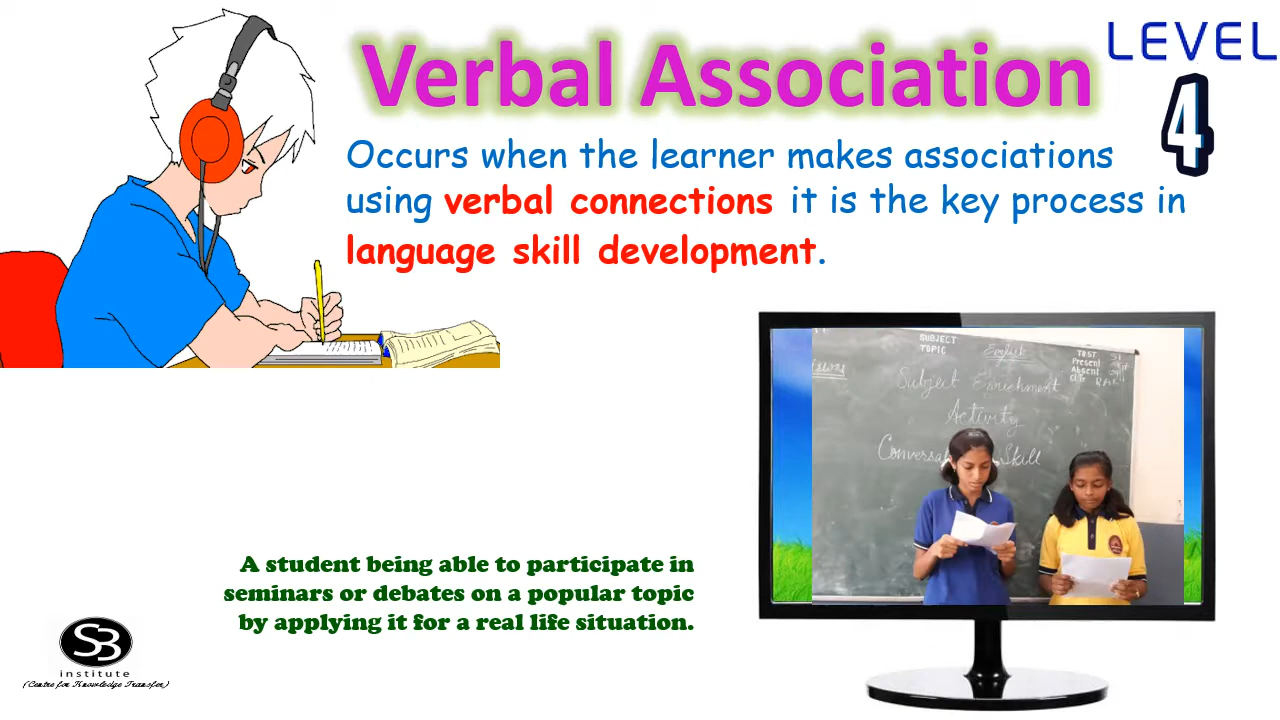 Verbal Association
LEVEL
4
Occurs when the learner makes associations
using verbal connections it is the key process in
language skill development.
SUBJECT
TOPIC
English
TOST
Present
Absent
Subject Enrichment
Activity
Skill
A student being able to participate in
seminars or debates on a popular topic
by applying it for a real life situation.
SB
institute
(Centre for Knowledge Transfer)